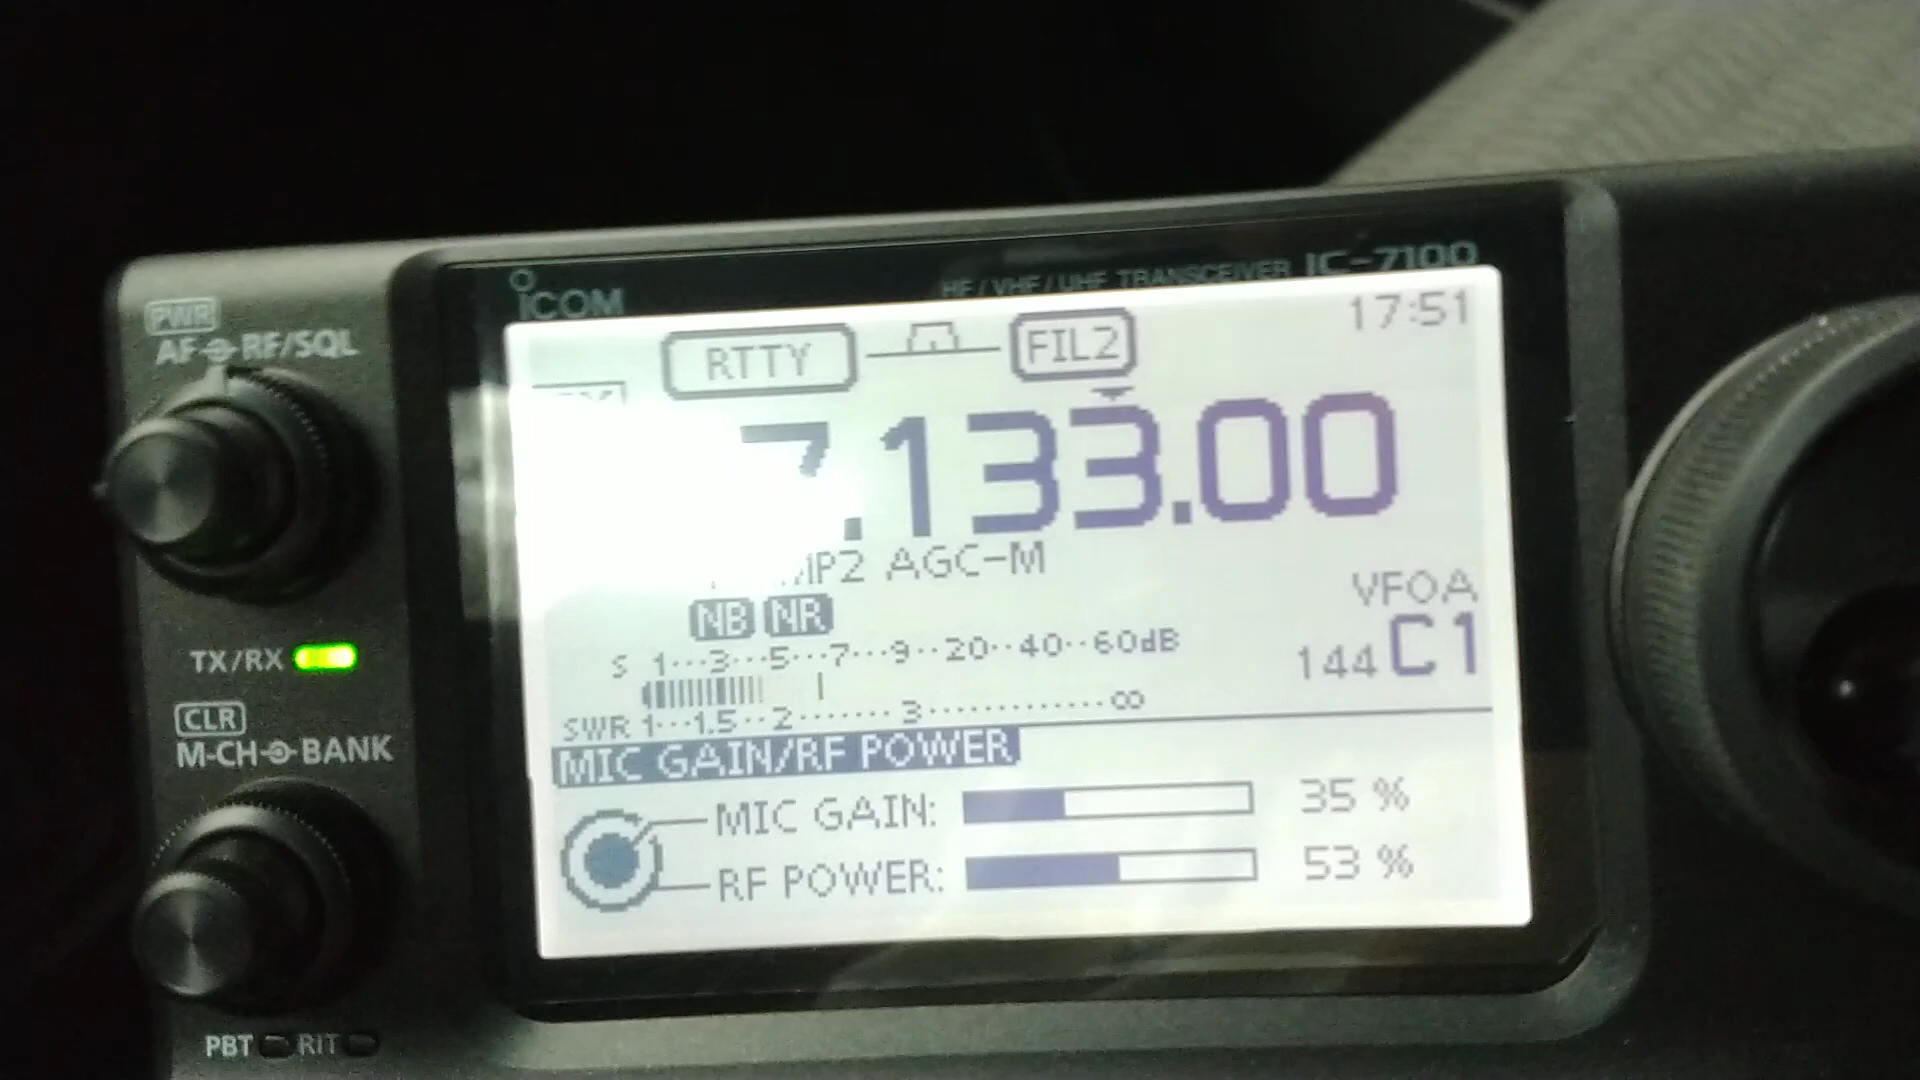 ICOM
HF/VHF/UHF TRANSCEIVER IC-7100
PWR
AF RF/SQL
RTTY FIL2 17:51
7.133.00
AGC-M
NB NR
VFOA
S 1···3···5···7···9··20··40··60dB
144 C1
TX/RX
SWR 1···1.5··2·······3············∞
CLR
M-CH BANK
MIC GAIN/RF POWER
MIC GAIN: 35 %
RF POWER: 53 %
PBT RIT